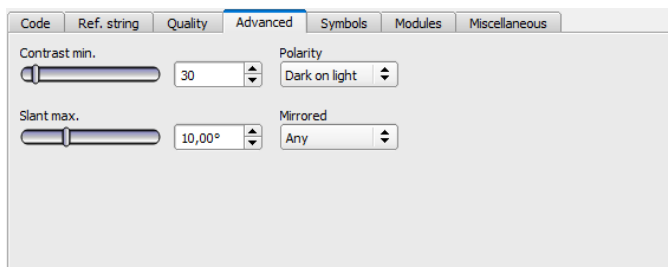 Code Ref. string Quality Advanced Symbols Modules Miscellaneous
Contrast min. Polarity
30 Dark on light
Slant max. Mirrored
10,00° Any